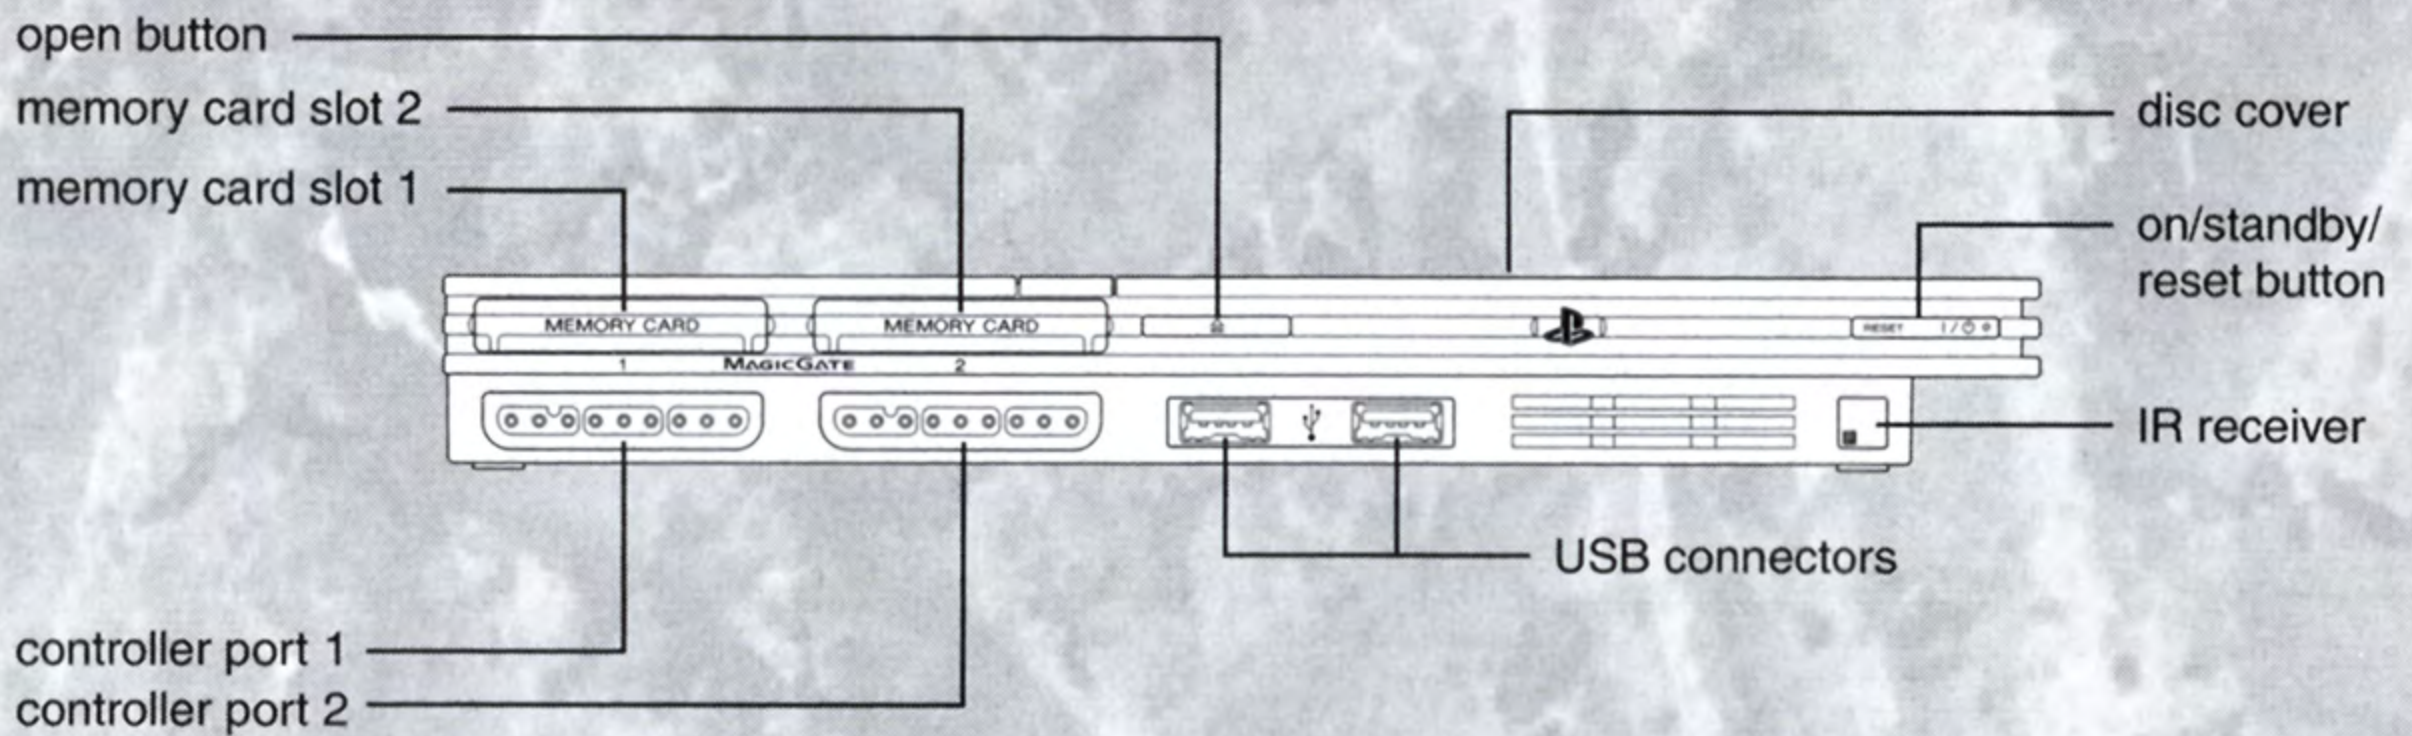 open button
memory card slot 2
memory card slot 1
disc cover
on/standby/
reset button
MEMORY CARD
MEMORY CARD
RESET
1
MAGICGATE
2
IR receiver
USB connectors
controller port 1
controller port 2